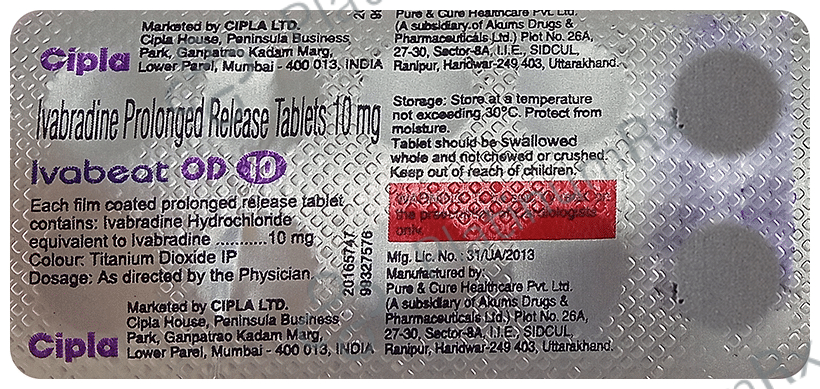 Marketed by CIPLA LTD.
Cipla House, Peninsula Business
Park, Ganpatrao Kadam Marg,
Lower Parel, Mumbai - 400 013, INDIA
Cipla
Ivabradine Prolonged Release Tablets 10 mg
Ivabeat OD 10
Each film coated prolonged release tablet
contains: Ivabradine Hydrochloride
equivalent to Ivabradine ...........10 mg
Colour: Titanium Dioxide IP
Dosage: As directed by the Physician.
Marketed by CIPLA LTD.
Cipla House, Peninsula Business
Park, Ganpatrao Kadam Marg,
Lower Parel, Mumbai - 400 013, INDIA
Cipla
20165747
98327576
Pure & Cure Healthcare Pvt. Ltd.
(A subsidiary of Akums Drugs &
Pharmaceuticals Ltd.) Plot No. 26A,
27-30, Sector-8A, I.I.E., SIDCUL,
Ranipur, Haridwar-249 403, Uttarakhand.
Storage: Store at a temperature
not exceeding 30°C. Protect from
moisture.
Tablet should be Swallowed
whole and not chewed or crushed.
Keep out of reach of children.
the of Cardiologists
only.
Mfg. Lic. No. : 31/UA/2013
Manufactured by:
Pure & Cure Healthcare Pvt. Ltd.
(A subsidiary of Akums Drugs &
Pharmaceuticals Ltd.) Plot No. 26A,
27-30, Sector-8A, I.I.E., SIDCUL,
Ranipur, Haridwar-249 403, Uttarakhand.